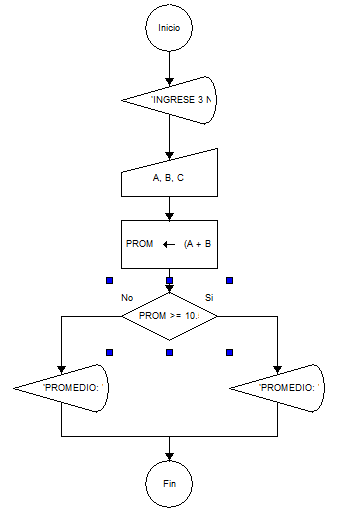 Inicio
'INGRESE 3 N
A, B, C
PROM ← (A + B
No
Si
PROM >= 10.
'PROMEDIO: '
'PROMEDIO: '
Fin